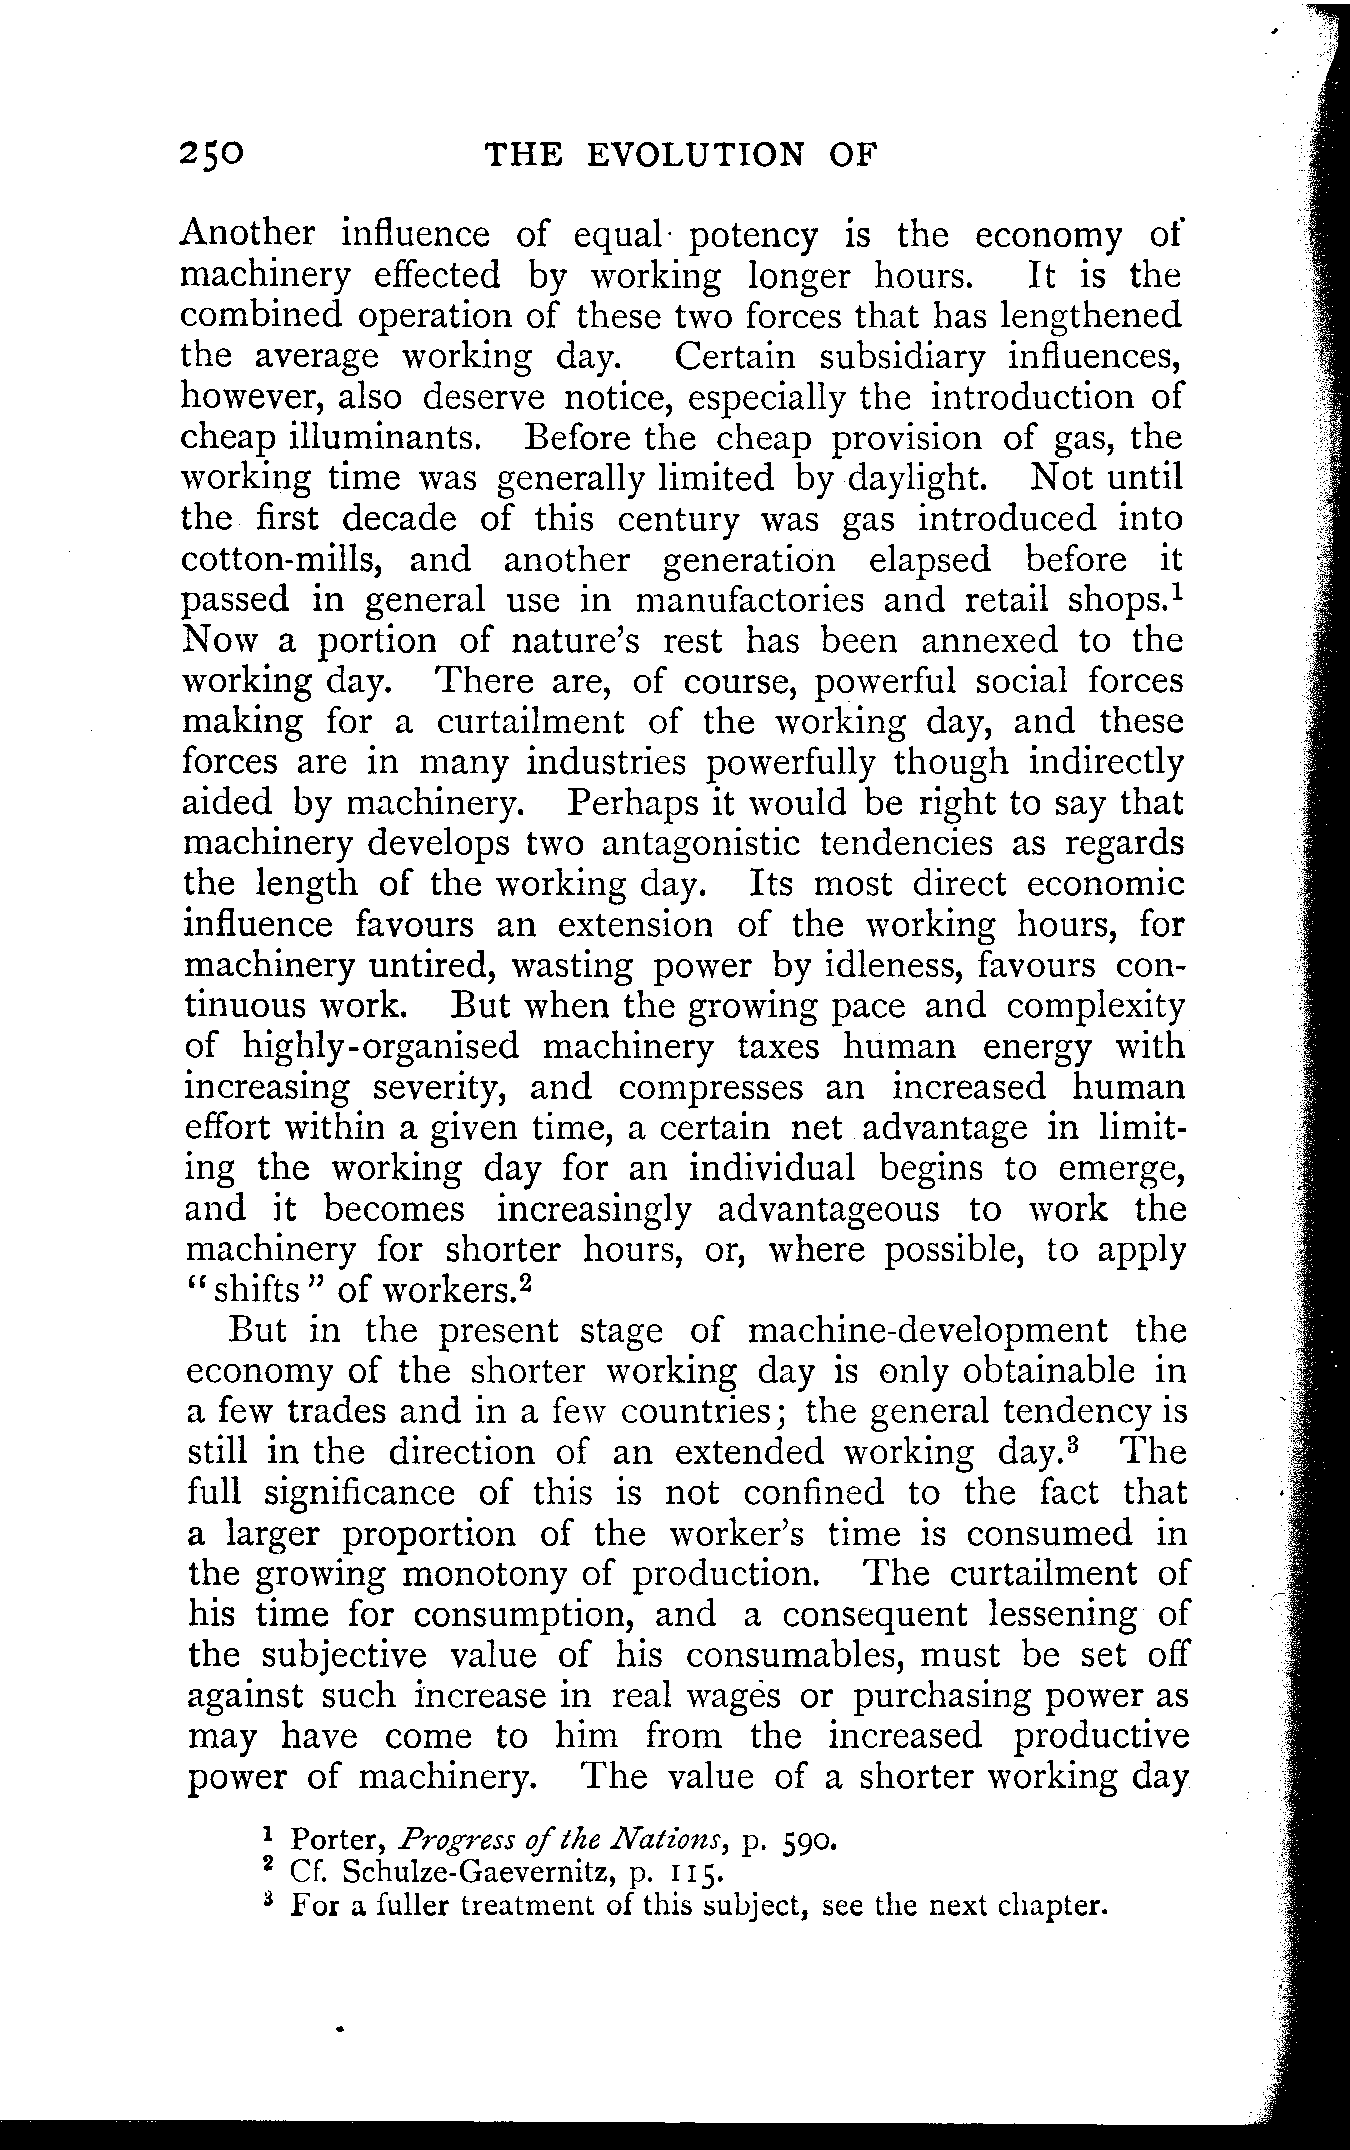 250 THE EVOLUTION OF
Another influence of equal potency is the economy of
machinery effected by working longer hours. It is the
combined operation of these two forces that has lengthened
the average working day. Certain subsidiary influences,
however, also deserve notice, especially the introduction of
cheap illuminants. Before the cheap provision of gas, the
working time was generally limited by daylight. Not until
the first decade of this century was gas introduced into
cotton-mills, and another generation elapsed before it
passed in general use in manufactories and retail shops.¹
Now a portion of nature's rest has been annexed to the
working day. There are, of course, powerful social forces
making for a curtailment of the working day, and these
forces are in many industries powerfully though indirectly
aided by machinery. Perhaps it would be right to say that
machinery develops two antagonistic tendencies as regards
the length of the working day. Its most direct economic
influence favours an extension of the working hours, for
machinery untired, wasting power by idleness, favours con-
tinuous work. But when the growing pace and complexity
of highly-organised machinery taxes human energy with
increasing severity, and compresses an increased human
effort within a given time, a certain net advantage in limit-
ing the working day for an individual begins to emerge,
and it becomes increasingly advantageous to work the
machinery for shorter hours, or, where possible, to apply
"shifts" of workers.²
But in the present stage of machine-development the
economy of the shorter working day is only obtainable in
a few trades and in a few countries; the general tendency is
still in the direction of an extended working day.³ The
full significance of this is not confined to the fact that
a larger proportion of the worker's time is consumed in
the growing monotony of production. The curtailment of
his time for consumption, and a consequent lessening of
the subjective value of his consumables, must be set off
against such increase in real wages or purchasing power as
may have come to him from the increased productive
power of machinery. The value of a shorter working day
¹ Porter, Progress of the Nations, p. 590.
² Cf. Schulze-Gaevernitz, p. 115.
³ For a fuller treatment of this subject, see the next chapter.